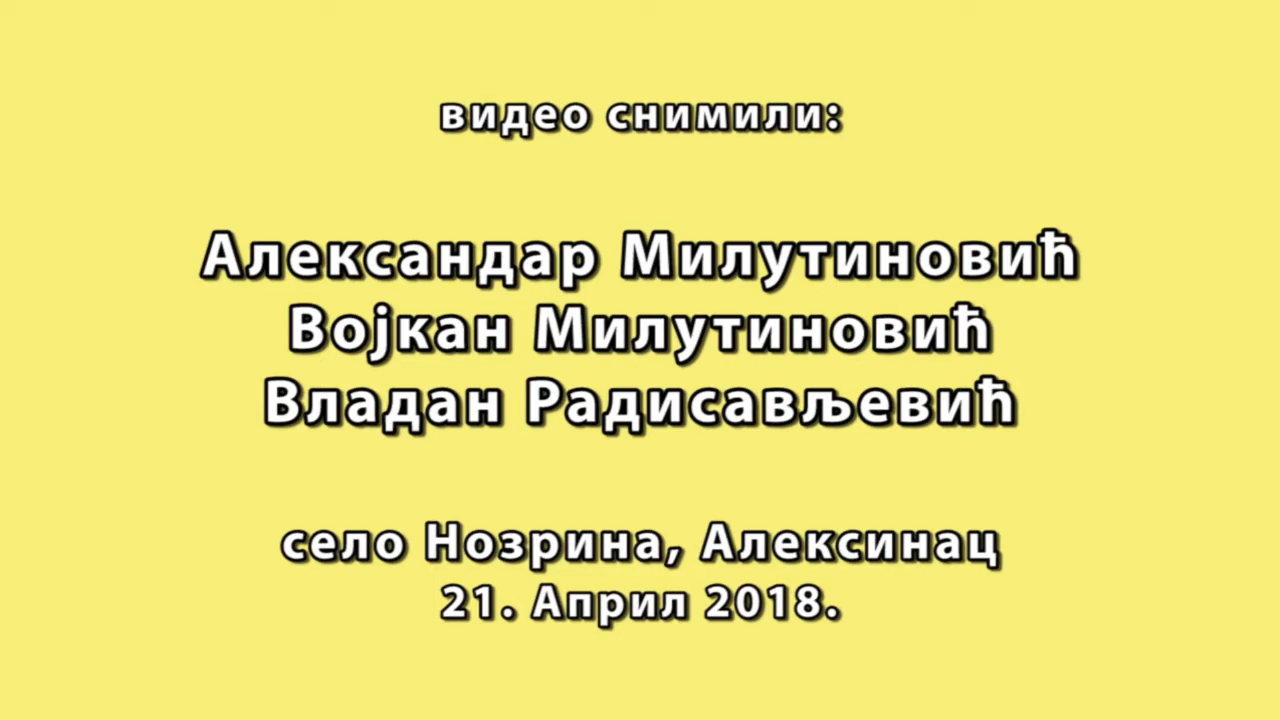 видео снимили:
Александар Милутиновић
Војкан Милутиновић
Владан Радисављевић
село Нозрина, Алексинац
21. Април 2018.